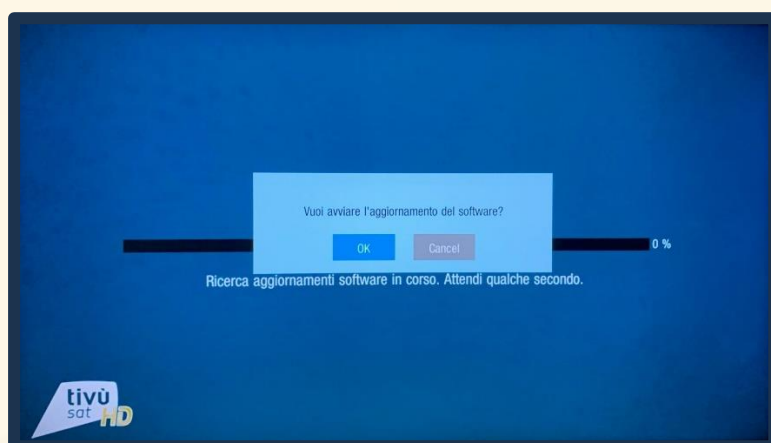 Vuoi avviare l'aggiornamento del software?
OK
Cancel
0 %
Ricerca aggiornamenti software in corso. Attendi qualche secondo.
tivù
sat HD